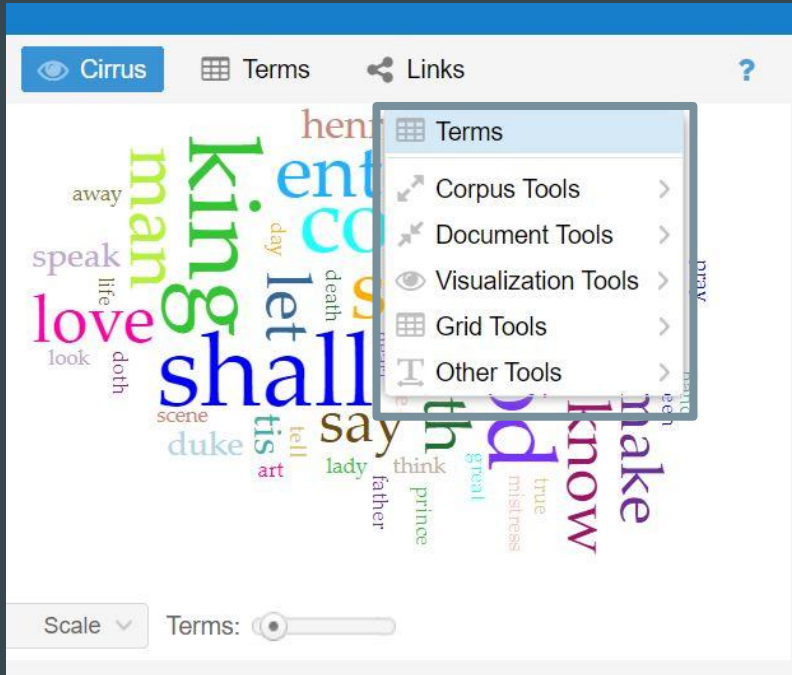 Cirrus Terms Links ?
Terms
Corpus Tools
Document Tools
Visualization Tools
Grid Tools
Other Tools
king
man
away
day
speak
life
let
death
love
look
doth
shall
scene
duke
tis
tell
art
say
lady
think
father
prince
great
mistress
true
know
make
pray
Scale Terms: